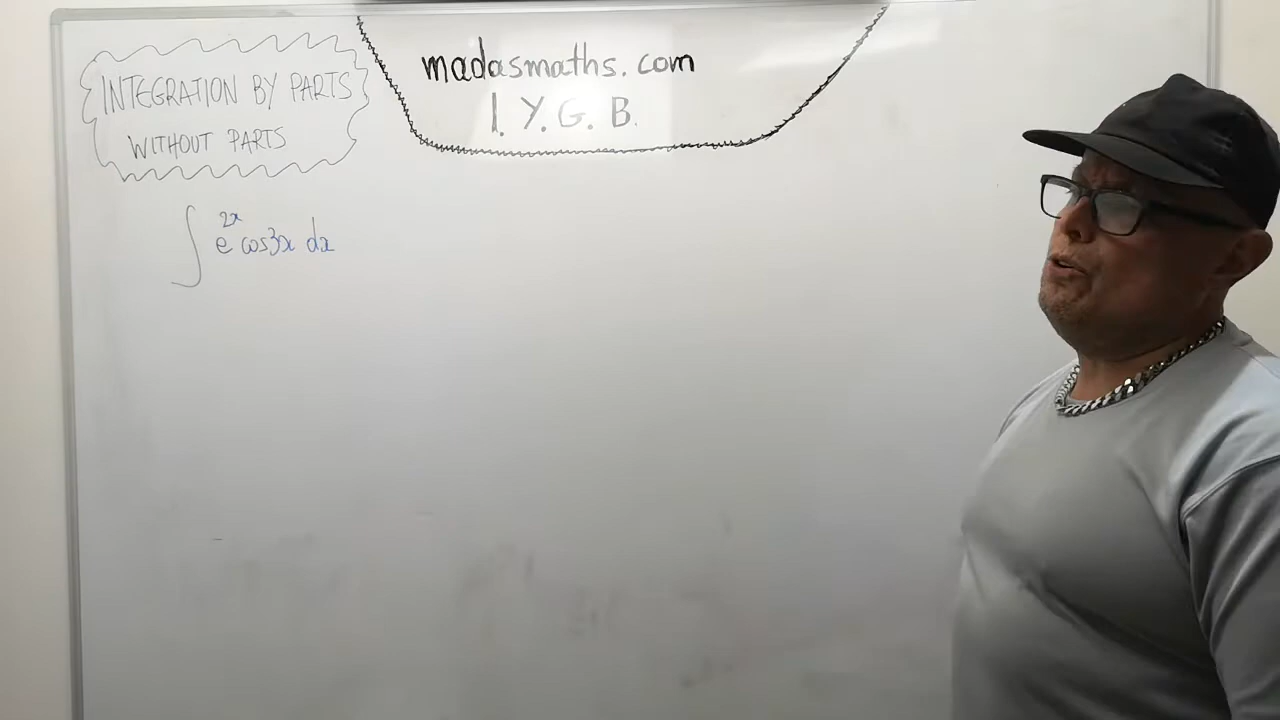 INTEGRATION BY PARTS
WITHOUT PARTS
madasmaths.com
I. Y. G. B.
∫ e^{2x} cos3x dx